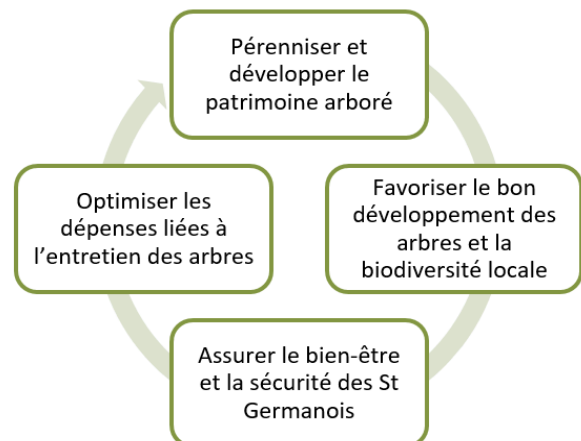 Pérenniser et
développer le
patrimoine arboré
Favoriser le bon
développement des
arbres et la
biodiversité locale
Assurer le bien-être
et la sécurité des St
Germanois
Optimiser les
dépenses liées à
l’entretien des arbres